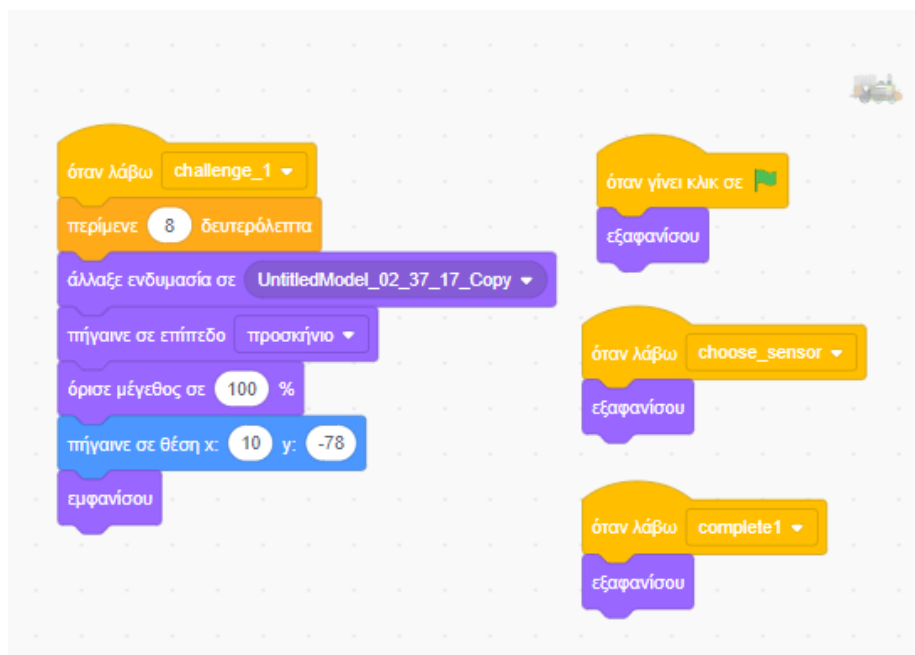 όταν λάβω challenge_1
περίμενε 8 δευτερόλεπτα
άλλαξε ενδυμασία σε UntitledModel_02_37_17_Copy
πήγαινε σε επίπεδο προσκήνιο
όρισε μέγεθος σε 100 %
πήγαινε σε θέση x: 10 y: -78
εμφανίσου
όταν γίνει κλικ σε
εξαφανίσου
όταν λάβω choose_sensor
εξαφανίσου
όταν λάβω complete1
εξαφανίσου